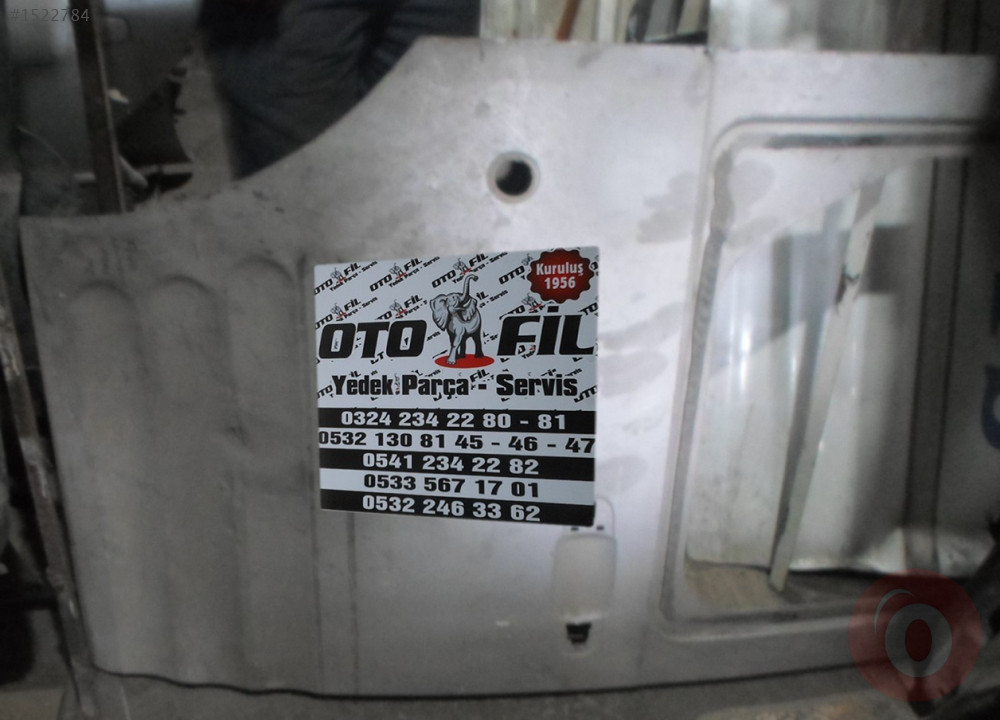 #1522784
Kuruluş
1956
OTO FİL
Yedek Parça - Servis
0324 234 22 80 - 81
0532 130 81 45 - 46 - 47
0541 234 22 82
0533 567 17 01
0532 246 33 62